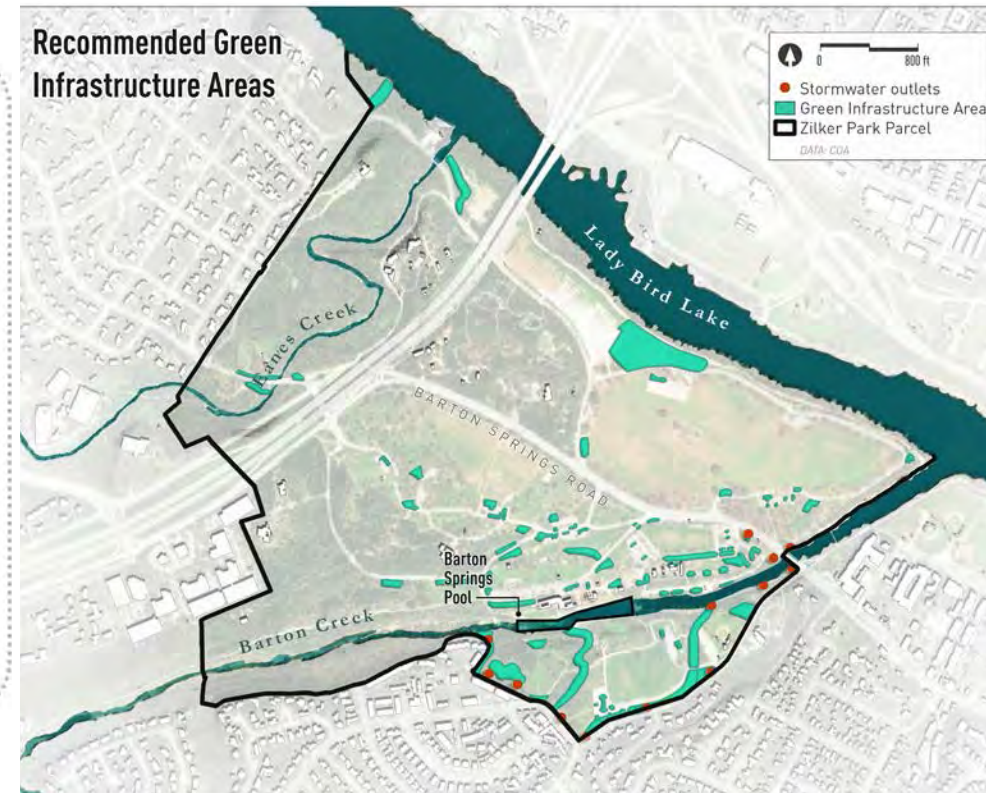 Recommended Green
Infrastructure Areas
0 800 ft
Stormwater outlets
Green Infrastructure Area
Zilker Park Parcel
DATA: COA
Lady Bird Lake
Eanes Creek
BARTON SPRINGS ROAD
Barton
Springs
Pool
Barton Creek